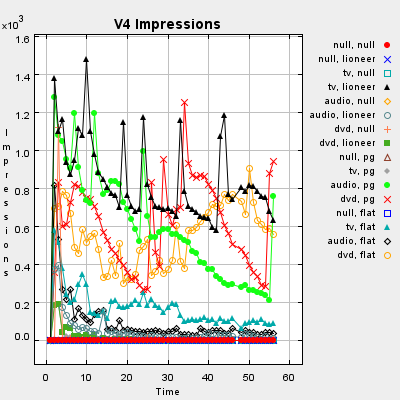 V4 Impressions
x10³
1.6
1.4
1.2
1.0
0.8
0.6
0.4
0.2
0.0
Impressions
0
10
20
30
40
50
60
Time
null, null
null, lioneer
tv, null
tv, lioneer
audio, null
audio, lioneer
dvd, null
dvd, lioneer
null, pg
tv, pg
audio, pg
dvd, pg
null, flat
tv, flat
audio, flat
dvd, flat